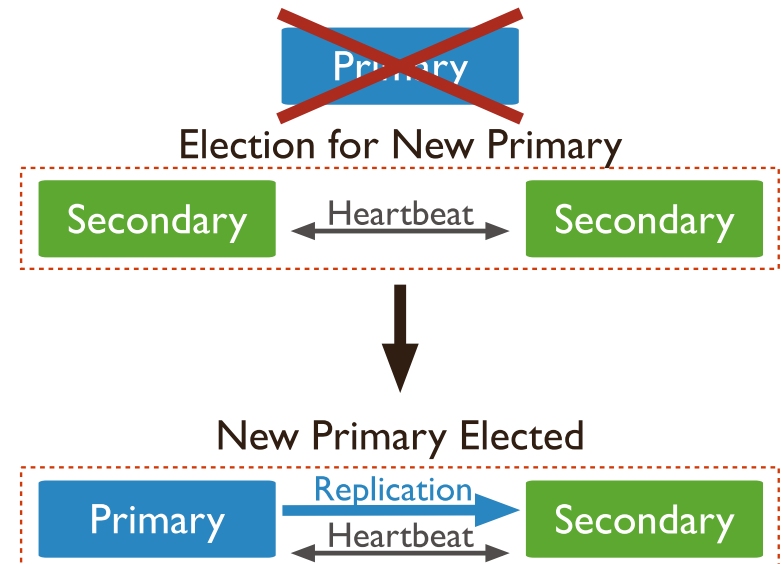 Primary
Election for New Primary
Secondary
Heartbeat
Secondary
New Primary Elected
Primary
Replication
Heartbeat
Secondary